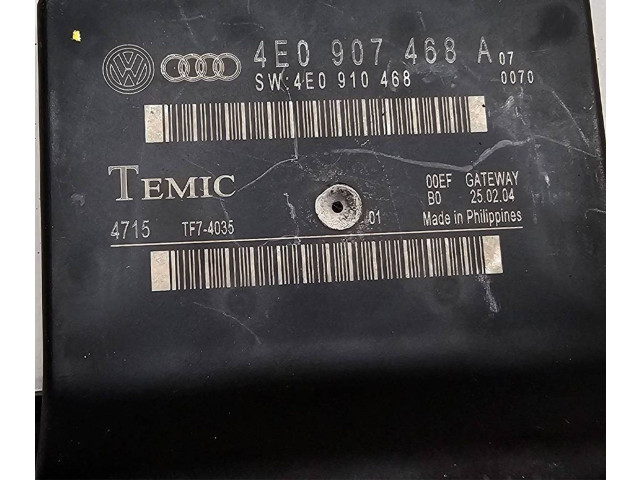 4E0 907 468 A 07
SW:4E0 910 468 0070
TEMIC
00EF GATEWAY
B0 25.02.04
4715 TF7-4035 01 Made in Philippines